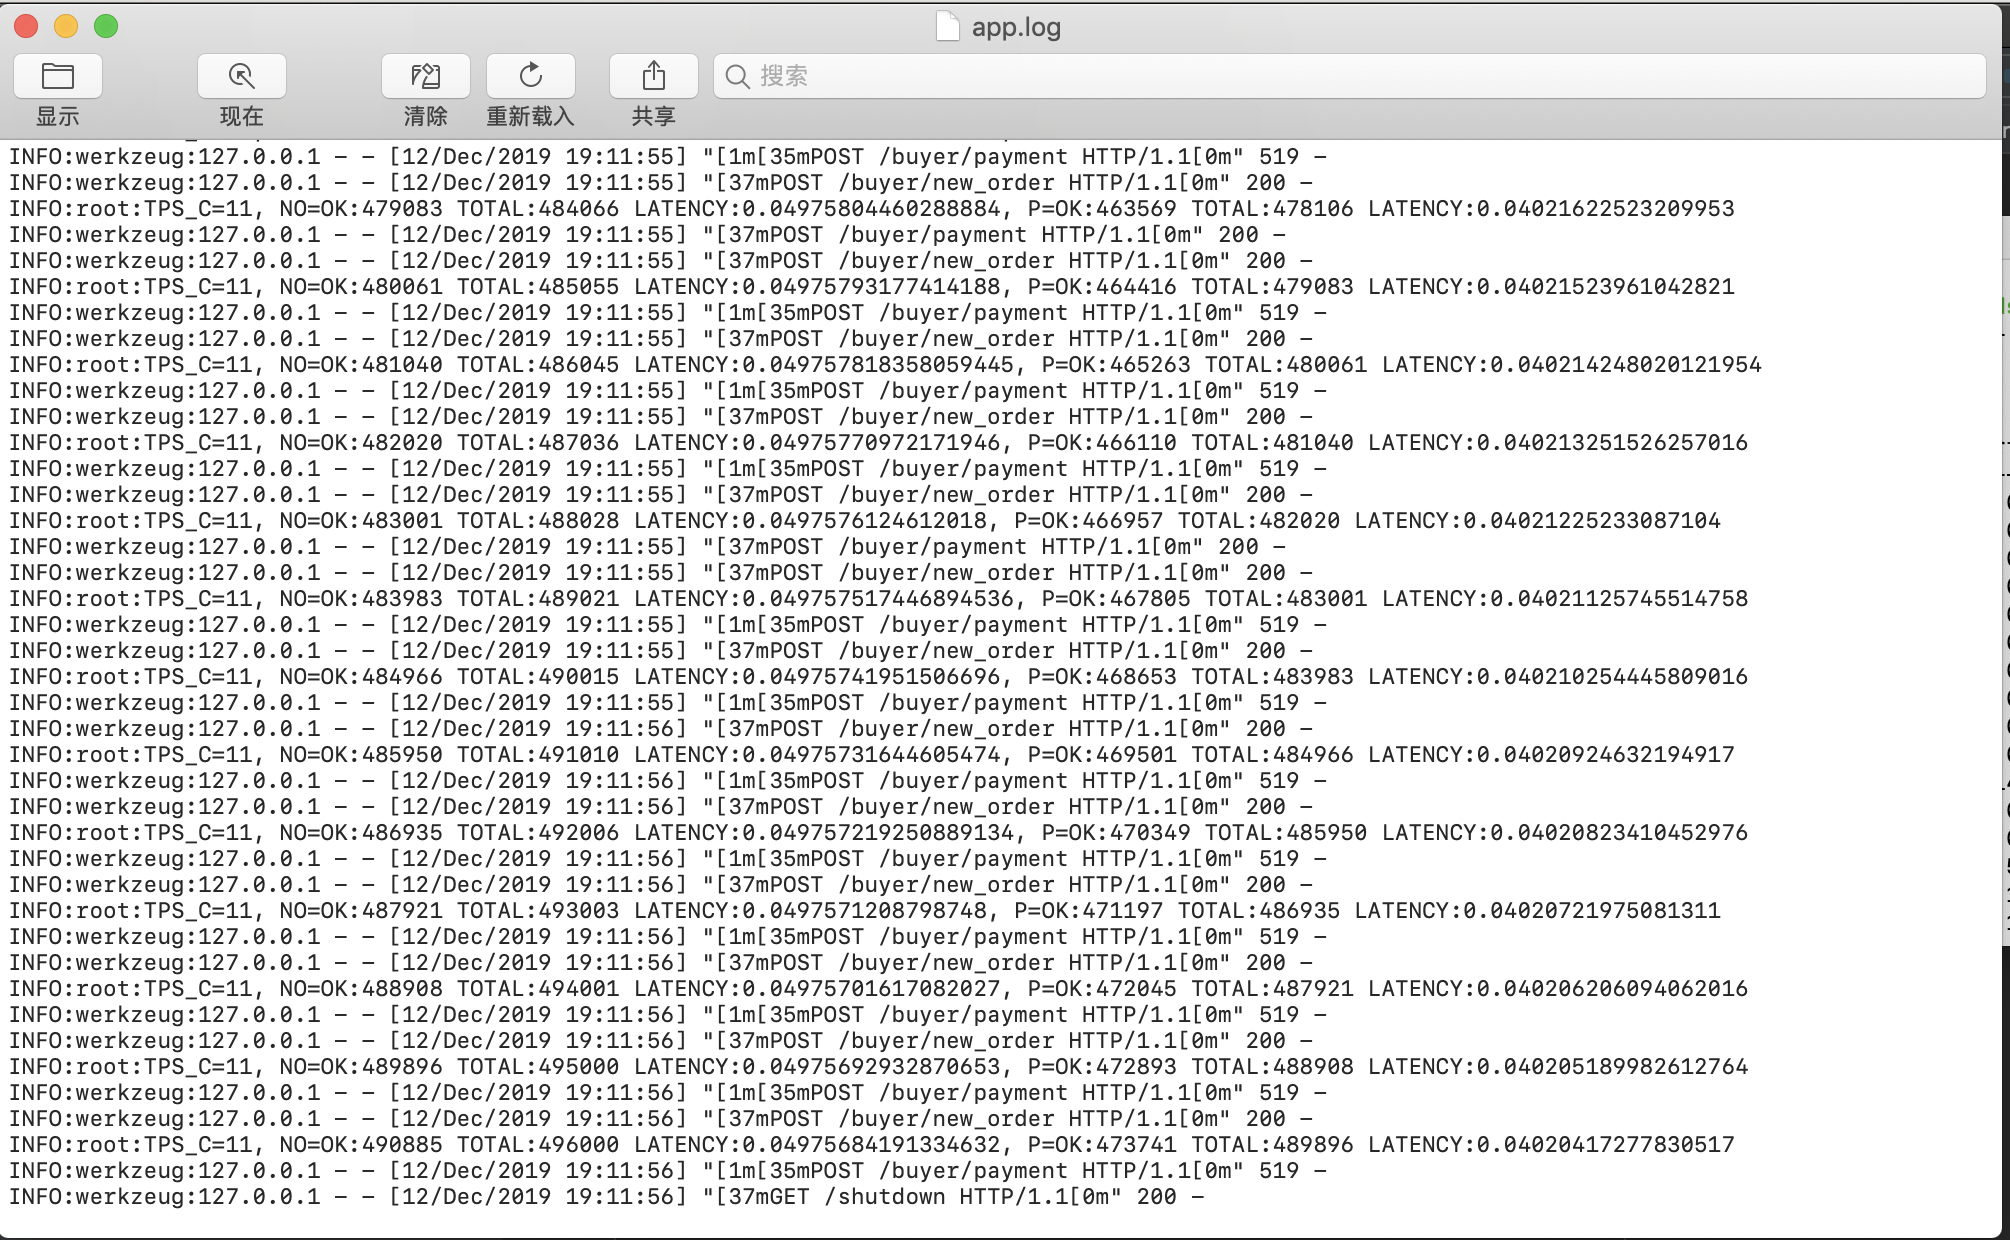 app.log
显示 现在 清除 重新载入 共享 搜索
INFO:werkzeug:127.0.0.1 - - [12/Dec/2019 19:11:55] "[1m[35mPOST /buyer/payment HTTP/1.1[0m" 519 -
INFO:werkzeug:127.0.0.1 - - [12/Dec/2019 19:11:55] "[37mPOST /buyer/new_order HTTP/1.1[0m" 200 -
INFO:root:TPS_C=11, NO=OK:479083 TOTAL:484066 LATENCY:0.04975804460288884, P=OK:463569 TOTAL:478106 LATENCY:0.04021622523209953
INFO:werkzeug:127.0.0.1 - - [12/Dec/2019 19:11:55] "[37mPOST /buyer/payment HTTP/1.1[0m" 200 -
INFO:werkzeug:127.0.0.1 - - [12/Dec/2019 19:11:55] "[37mPOST /buyer/new_order HTTP/1.1[0m" 200 -
INFO:root:TPS_C=11, NO=OK:480061 TOTAL:485055 LATENCY:0.04975793177414188, P=OK:464416 TOTAL:479083 LATENCY:0.04021523961042821
INFO:werkzeug:127.0.0.1 - - [12/Dec/2019 19:11:55] "[1m[35mPOST /buyer/payment HTTP/1.1[0m" 519 -
INFO:werkzeug:127.0.0.1 - - [12/Dec/2019 19:11:55] "[37mPOST /buyer/new_order HTTP/1.1[0m" 200 -
INFO:root:TPS_C=11, NO=OK:481040 TOTAL:486045 LATENCY:0.049757818358059445, P=OK:465263 TOTAL:480061 LATENCY:0.040214248020121954
INFO:werkzeug:127.0.0.1 - - [12/Dec/2019 19:11:55] "[1m[35mPOST /buyer/payment HTTP/1.1[0m" 519 -
INFO:werkzeug:127.0.0.1 - - [12/Dec/2019 19:11:55] "[37mPOST /buyer/new_order HTTP/1.1[0m" 200 -
INFO:root:TPS_C=11, NO=OK:482020 TOTAL:487036 LATENCY:0.04975770972171946, P=OK:466110 TOTAL:481040 LATENCY:0.040213251526257016
INFO:werkzeug:127.0.0.1 - - [12/Dec/2019 19:11:55] "[1m[35mPOST /buyer/payment HTTP/1.1[0m" 519 -
INFO:werkzeug:127.0.0.1 - - [12/Dec/2019 19:11:55] "[37mPOST /buyer/new_order HTTP/1.1[0m" 200 -
INFO:root:TPS_C=11, NO=OK:483001 TOTAL:488028 LATENCY:0.0497576124612018, P=OK:466957 TOTAL:482020 LATENCY:0.04021225233087104
INFO:werkzeug:127.0.0.1 - - [12/Dec/2019 19:11:55] "[37mPOST /buyer/payment HTTP/1.1[0m" 200 -
INFO:werkzeug:127.0.0.1 - - [12/Dec/2019 19:11:55] "[37mPOST /buyer/new_order HTTP/1.1[0m" 200 -
INFO:root:TPS_C=11, NO=OK:483983 TOTAL:489021 LATENCY:0.049757517446894536, P=OK:467805 TOTAL:483001 LATENCY:0.04021125745514758
INFO:werkzeug:127.0.0.1 - - [12/Dec/2019 19:11:55] "[1m[35mPOST /buyer/payment HTTP/1.1[0m" 519 -
INFO:werkzeug:127.0.0.1 - - [12/Dec/2019 19:11:55] "[37mPOST /buyer/new_order HTTP/1.1[0m" 200 -
INFO:root:TPS_C=11, NO=OK:484966 TOTAL:490015 LATENCY:0.04975741951506696, P=OK:468653 TOTAL:483983 LATENCY:0.040210254445809016
INFO:werkzeug:127.0.0.1 - - [12/Dec/2019 19:11:55] "[1m[35mPOST /buyer/payment HTTP/1.1[0m" 519 -
INFO:werkzeug:127.0.0.1 - - [12/Dec/2019 19:11:56] "[37mPOST /buyer/new_order HTTP/1.1[0m" 200 -
INFO:root:TPS_C=11, NO=OK:485950 TOTAL:491010 LATENCY:0.04975731644605474, P=OK:469501 TOTAL:484966 LATENCY:0.04020924632194917
INFO:werkzeug:127.0.0.1 - - [12/Dec/2019 19:11:56] "[1m[35mPOST /buyer/payment HTTP/1.1[0m" 519 -
INFO:werkzeug:127.0.0.1 - - [12/Dec/2019 19:11:56] "[37mPOST /buyer/new_order HTTP/1.1[0m" 200 -
INFO:root:TPS_C=11, NO=OK:486935 TOTAL:492006 LATENCY:0.049757219250889134, P=OK:470349 TOTAL:485950 LATENCY:0.04020823410452976
INFO:werkzeug:127.0.0.1 - - [12/Dec/2019 19:11:56] "[1m[35mPOST /buyer/payment HTTP/1.1[0m" 519 -
INFO:werkzeug:127.0.0.1 - - [12/Dec/2019 19:11:56] "[37mPOST /buyer/new_order HTTP/1.1[0m" 200 -
INFO:root:TPS_C=11, NO=OK:487921 TOTAL:493003 LATENCY:0.0497571208798748, P=OK:471197 TOTAL:486935 LATENCY:0.04020721975081311
INFO:werkzeug:127.0.0.1 - - [12/Dec/2019 19:11:56] "[1m[35mPOST /buyer/payment HTTP/1.1[0m" 519 -
INFO:werkzeug:127.0.0.1 - - [12/Dec/2019 19:11:56] "[37mPOST /buyer/new_order HTTP/1.1[0m" 200 -
INFO:root:TPS_C=11, NO=OK:488908 TOTAL:494001 LATENCY:0.04975701617082027, P=OK:472045 TOTAL:487921 LATENCY:0.040206206094062016
INFO:werkzeug:127.0.0.1 - - [12/Dec/2019 19:11:56] "[1m[35mPOST /buyer/payment HTTP/1.1[0m" 519 -
INFO:werkzeug:127.0.0.1 - - [12/Dec/2019 19:11:56] "[37mPOST /buyer/new_order HTTP/1.1[0m" 200 -
INFO:root:TPS_C=11, NO=OK:489896 TOTAL:495000 LATENCY:0.04975692932870653, P=OK:472893 TOTAL:488908 LATENCY:0.040205189982612764
INFO:werkzeug:127.0.0.1 - - [12/Dec/2019 19:11:56] "[1m[35mPOST /buyer/payment HTTP/1.1[0m" 519 -
INFO:werkzeug:127.0.0.1 - - [12/Dec/2019 19:11:56] "[37mPOST /buyer/new_order HTTP/1.1[0m" 200 -
INFO:root:TPS_C=11, NO=OK:490885 TOTAL:496000 LATENCY:0.04975684191334632, P=OK:473741 TOTAL:489896 LATENCY:0.04020417277830517
INFO:werkzeug:127.0.0.1 - - [12/Dec/2019 19:11:56] "[1m[35mPOST /buyer/payment HTTP/1.1[0m" 519 -
INFO:werkzeug:127.0.0.1 - - [12/Dec/2019 19:11:56] "[37mGET /shutdown HTTP/1.1[0m" 200 -